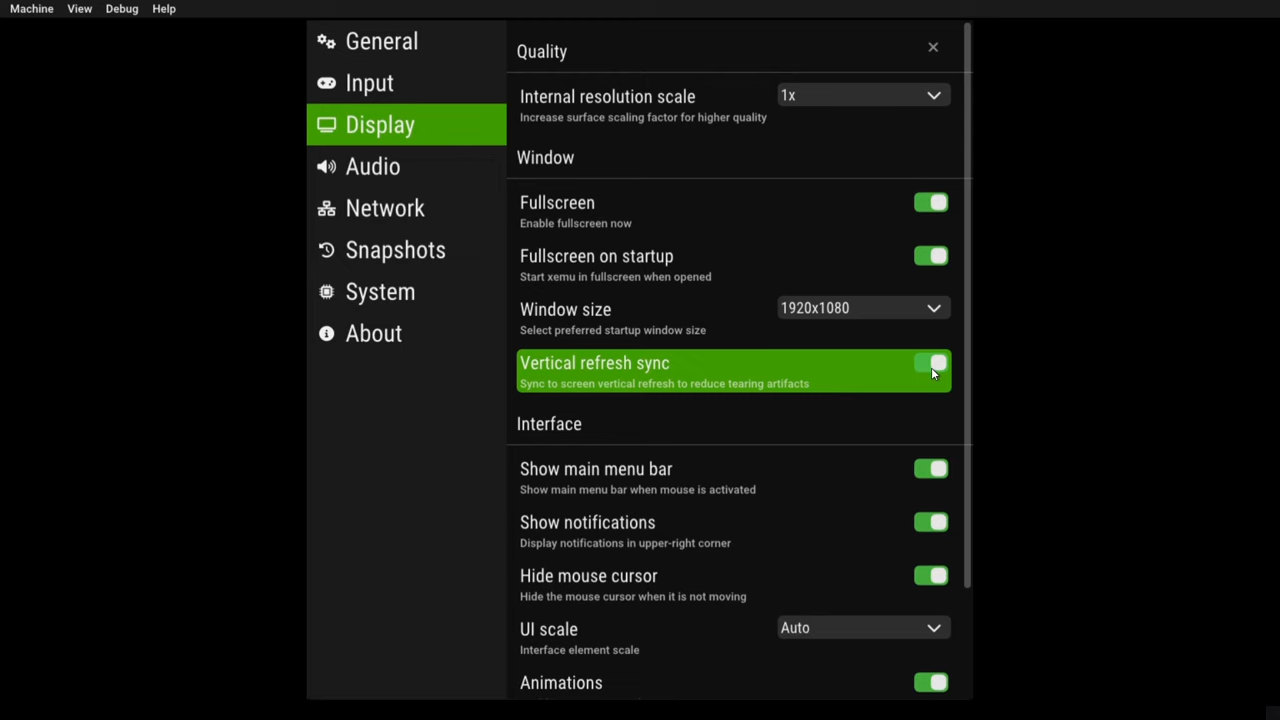 Machine View Debug Help
General
Input
Display
Audio
Network
Snapshots
System
About
Quality
Internal resolution scale 1x
Increase surface scaling factor for higher quality
Window
Fullscreen
Enable fullscreen now
Fullscreen on startup
Start xemu in fullscreen when opened
Window size 1920x1080
Select preferred startup window size
Vertical refresh sync
Sync to screen vertical refresh to reduce tearing artifacts
Interface
Show main menu bar
Show main menu bar when mouse is activated
Show notifications
Display notifications in upper-right corner
Hide mouse cursor
Hide the mouse cursor when it is not moving
UI scale Auto
Interface element scale
Animations